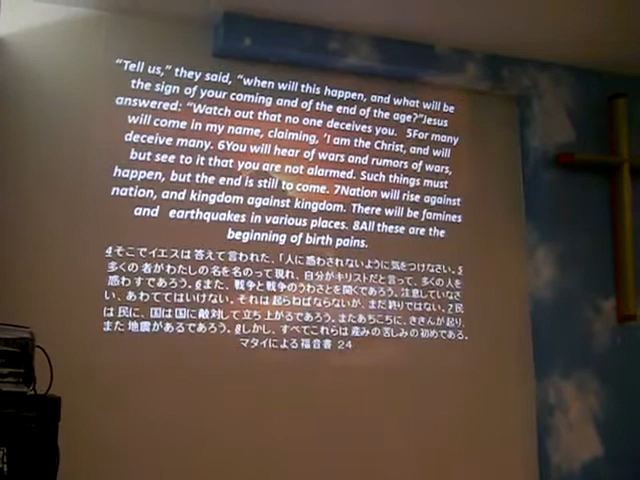 “Tell us,” they said, “when will this happen, and what will be
the sign of your coming and of the end of the age?”Jesus
answered: “Watch out that no one deceives you. 5For many
will come in my name, claiming, ‘I am the Christ, and will
deceive many. 6You will hear of wars and rumors of wars,
but see to it that you are not alarmed. Such things must
happen, but the end is still to come. 7Nation will rise against
nation, and kingdom against kingdom. There will be famines
and earthquakes in various places. 8All these are the
beginning of birth pains.
4そこでイエスは答えて言われた、「人に惑わされないように気をつけなさい。5
多くの者がわたしの名を名のって現れ、自分がキリストだと言って、多くの人を
惑わすであろう。6また、戦争と戦争のうわさとを聞くであろう。注意していなさ
い、あわててはいけない。それは起らねばならないが、まだ終りではない。7民
は民に、国は国に敵対して立ち上がるであろう。またあちこちに、ききんが起り、
また地震があるであろう。8しかし、すべてこれらは産みの苦しみの初めである。
マタイによる福音書 24